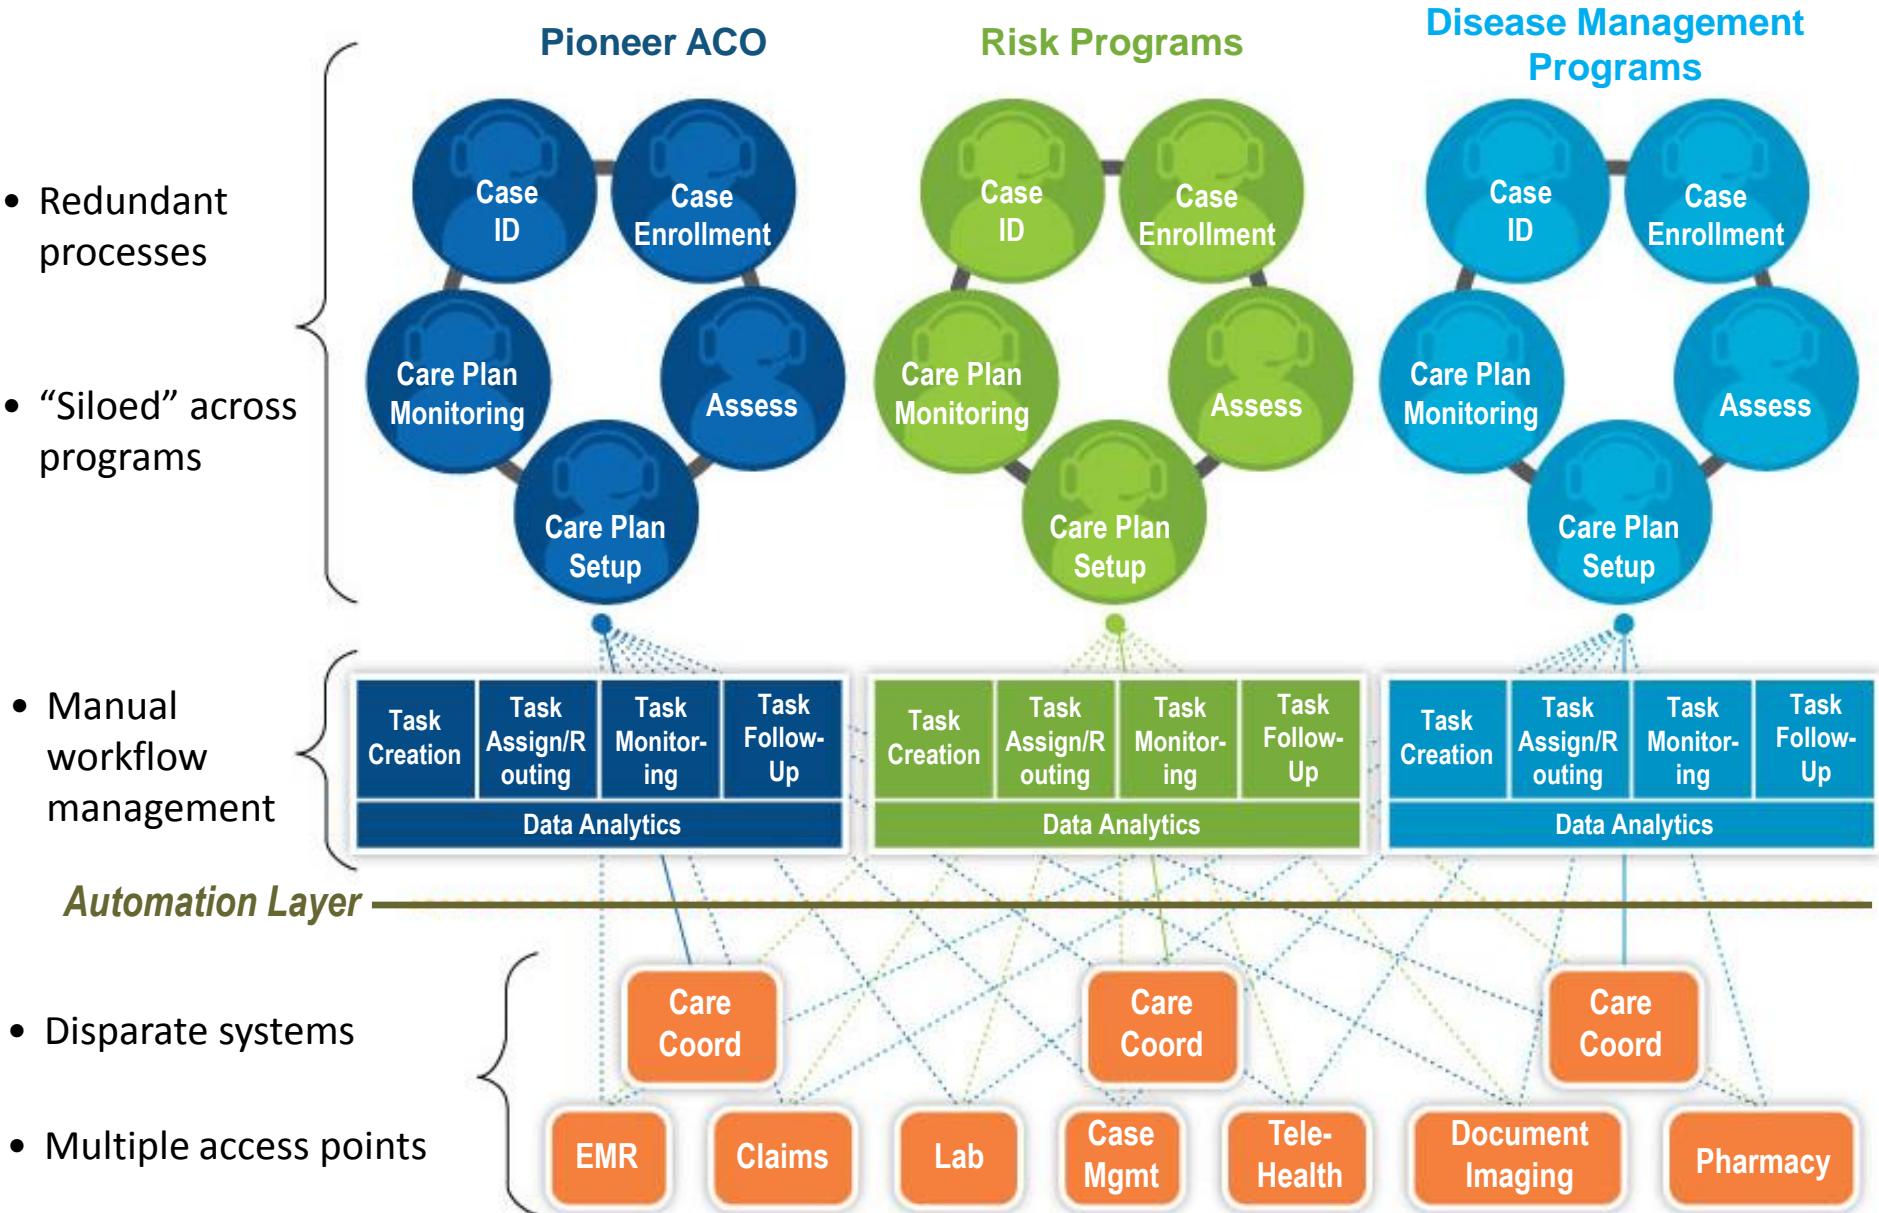 Pioneer ACO
Risk Programs
Disease Management
Programs
• Redundant
processes
• “Siloed” across
programs
Case
ID
Case
Enrollment
Care Plan
Monitoring
Assess
Care Plan
Setup
Case
ID
Case
Enrollment
Care Plan
Monitoring
Assess
Care Plan
Setup
Case
ID
Case
Enrollment
Care Plan
Monitoring
Assess
Care Plan
Setup
• Manual
workflow
management
Task
Creation
Task
Assign/R
outing
Task
Monitor-
ing
Task
Follow-
Up
Data Analytics
Task
Creation
Task
Assign/R
outing
Task
Monitor-
ing
Task
Follow-
Up
Data Analytics
Task
Creation
Task
Assign/R
outing
Task
Monitor-
ing
Task
Follow-
Up
Data Analytics
Automation Layer
• Disparate systems
• Multiple access points
Care
Coord
Care
Coord
Care
Coord
EMR
Claims
Lab
Case
Mgmt
Tele-
Health
Document
Imaging
Pharmacy